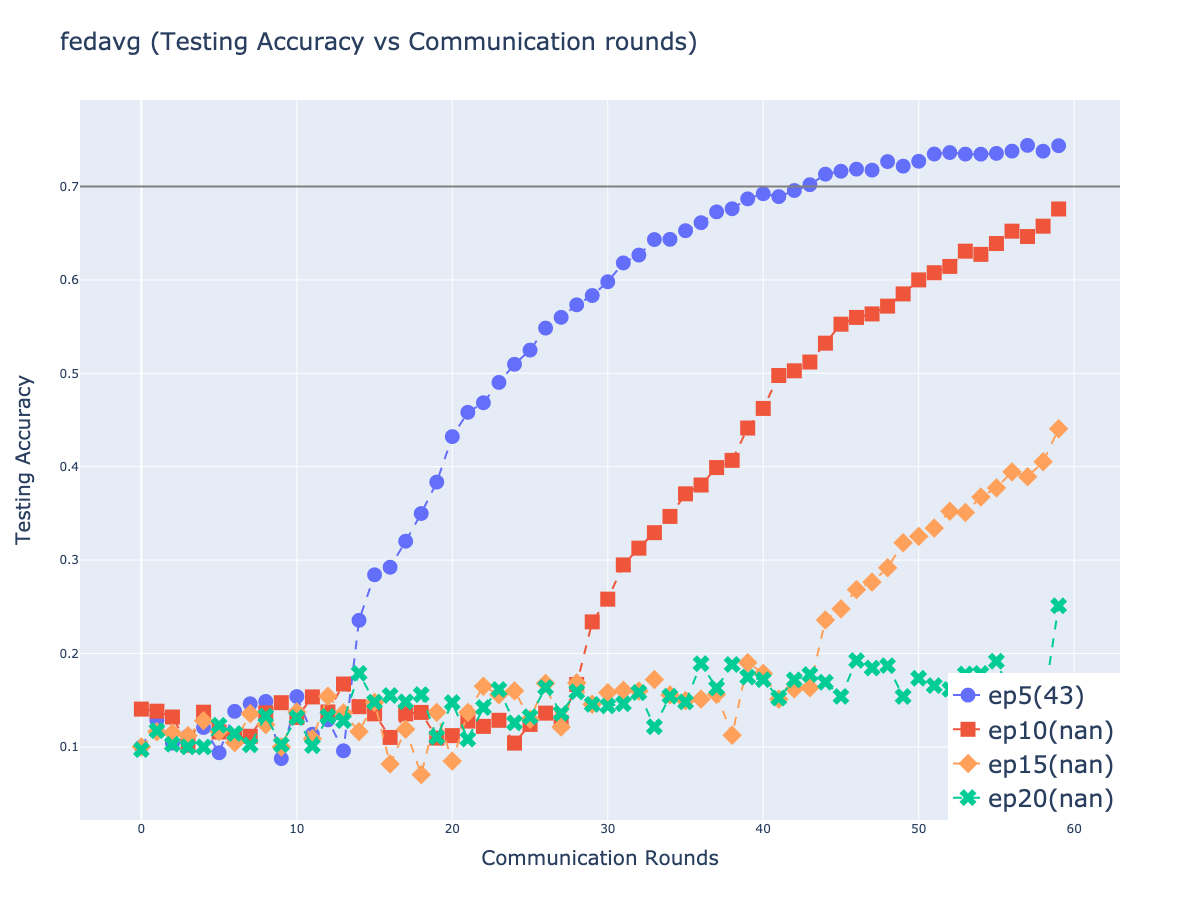 fedavg (Testing Accuracy vs Communication rounds)
Testing Accuracy
0.7
0.6
0.5
0.4
0.3
0.2
0.1
0 10 20 30 40 50 60
Communication Rounds
ep5(43)
ep10(nan)
ep15(nan)
ep20(nan)